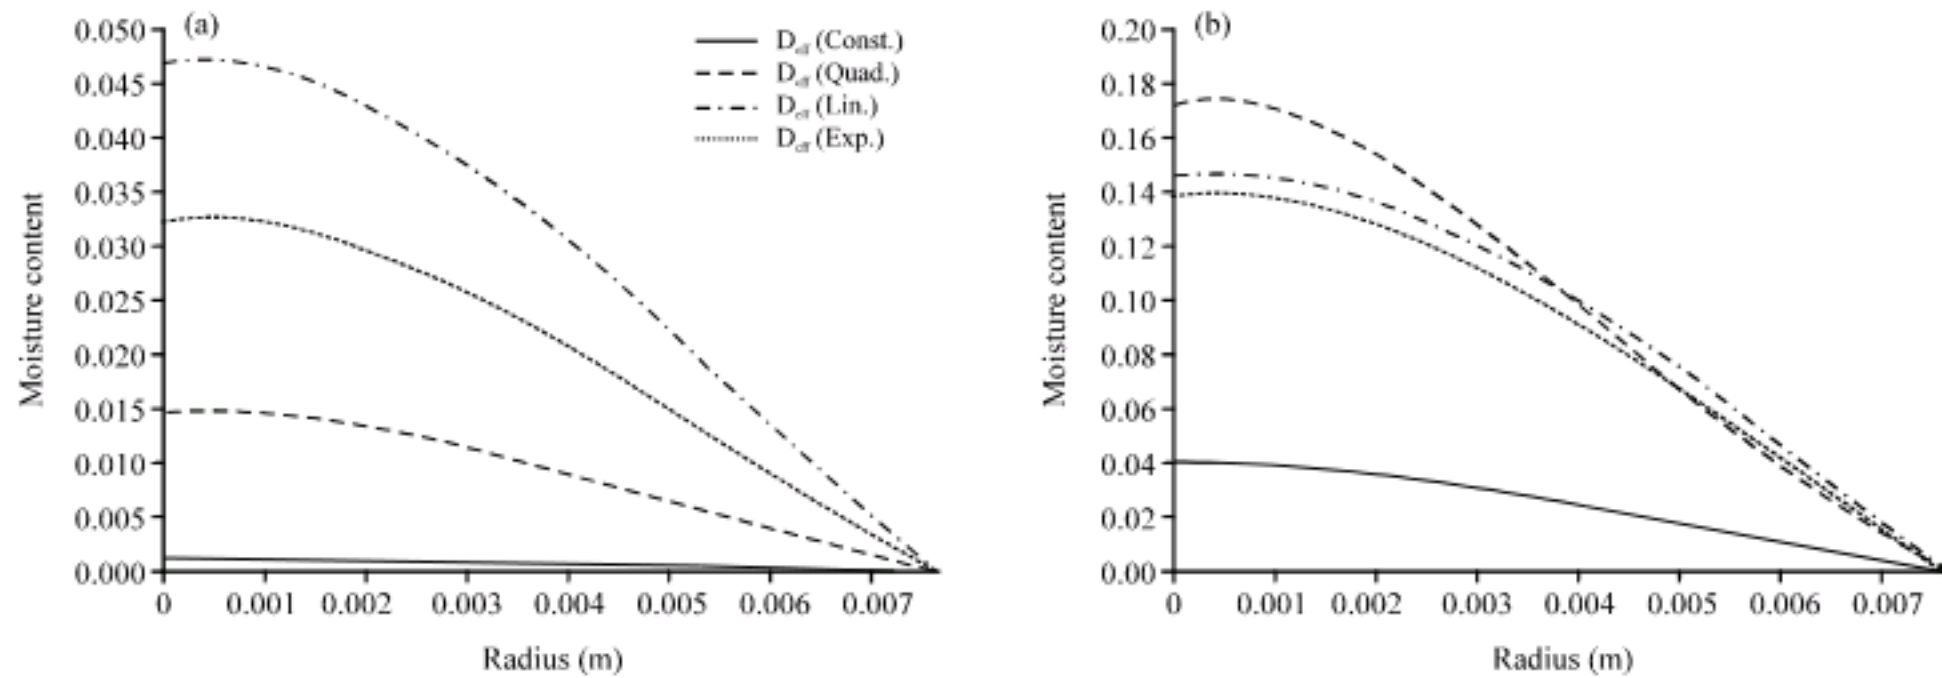 (a)
0.050
0.045
0.040
0.035
0.030
0.025
0.020
0.015
0.010
0.005
0.000
Moisture content
0 0.001 0.002 0.003 0.004 0.005 0.006 0.007
Radius (m)
Deff (Const.)
Deff (Quad.)
Deff (Lin.)
Deff (Exp.)
(b)
0.20
0.18
0.16
0.14
0.12
0.10
0.08
0.06
0.04
0.02
0.00
Moisture content
0 0.001 0.002 0.003 0.004 0.005 0.006 0.007
Radius (m)